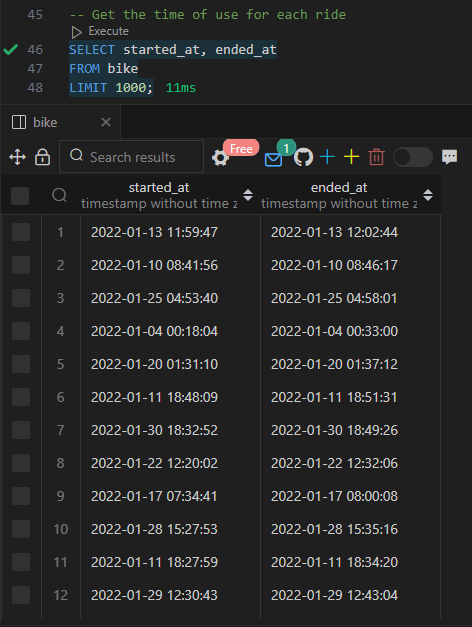 45 -- Get the time of use for each ride
Execute
46 SELECT started_at, ended_at
47 FROM bike
48 LIMIT 1000; 11ms
bike
Search results Free 1
started_at ended_at
timestamp without time z timestamp without time z
1 2022-01-13 11:59:47 2022-01-13 12:02:44
2 2022-01-10 08:41:56 2022-01-10 08:46:17
3 2022-01-25 04:53:40 2022-01-25 04:58:01
4 2022-01-04 00:18:04 2022-01-04 00:33:00
5 2022-01-20 01:31:10 2022-01-20 01:37:12
6 2022-01-11 18:48:09 2022-01-11 18:51:31
7 2022-01-30 18:32:52 2022-01-30 18:49:26
8 2022-01-22 12:20:02 2022-01-22 12:32:06
9 2022-01-17 07:34:41 2022-01-17 08:00:08
10 2022-01-28 15:27:53 2022-01-28 15:35:16
11 2022-01-11 18:27:59 2022-01-11 18:34:20
12 2022-01-29 12:30:43 2022-01-29 12:43:04